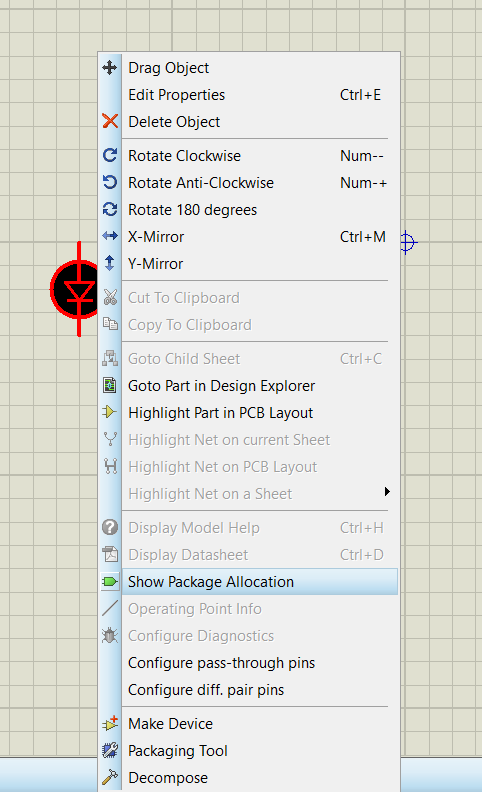 Drag Object
Edit Properties Ctrl+E
Delete Object
Rotate Clockwise Num--
Rotate Anti-Clockwise Num-+
Rotate 180 degrees
X-Mirror Ctrl+M
Y-Mirror
Cut To Clipboard
Copy To Clipboard
Goto Child Sheet Ctrl+C
Goto Part in Design Explorer
Highlight Part in PCB Layout
Highlight Net on current Sheet
Highlight Net on PCB Layout
Highlight Net on a Sheet
Display Model Help Ctrl+H
Display Datasheet Ctrl+D
Show Package Allocation
Operating Point Info
Configure Diagnostics
Configure pass-through pins
Configure diff. pair pins
Make Device
Packaging Tool
Decompose